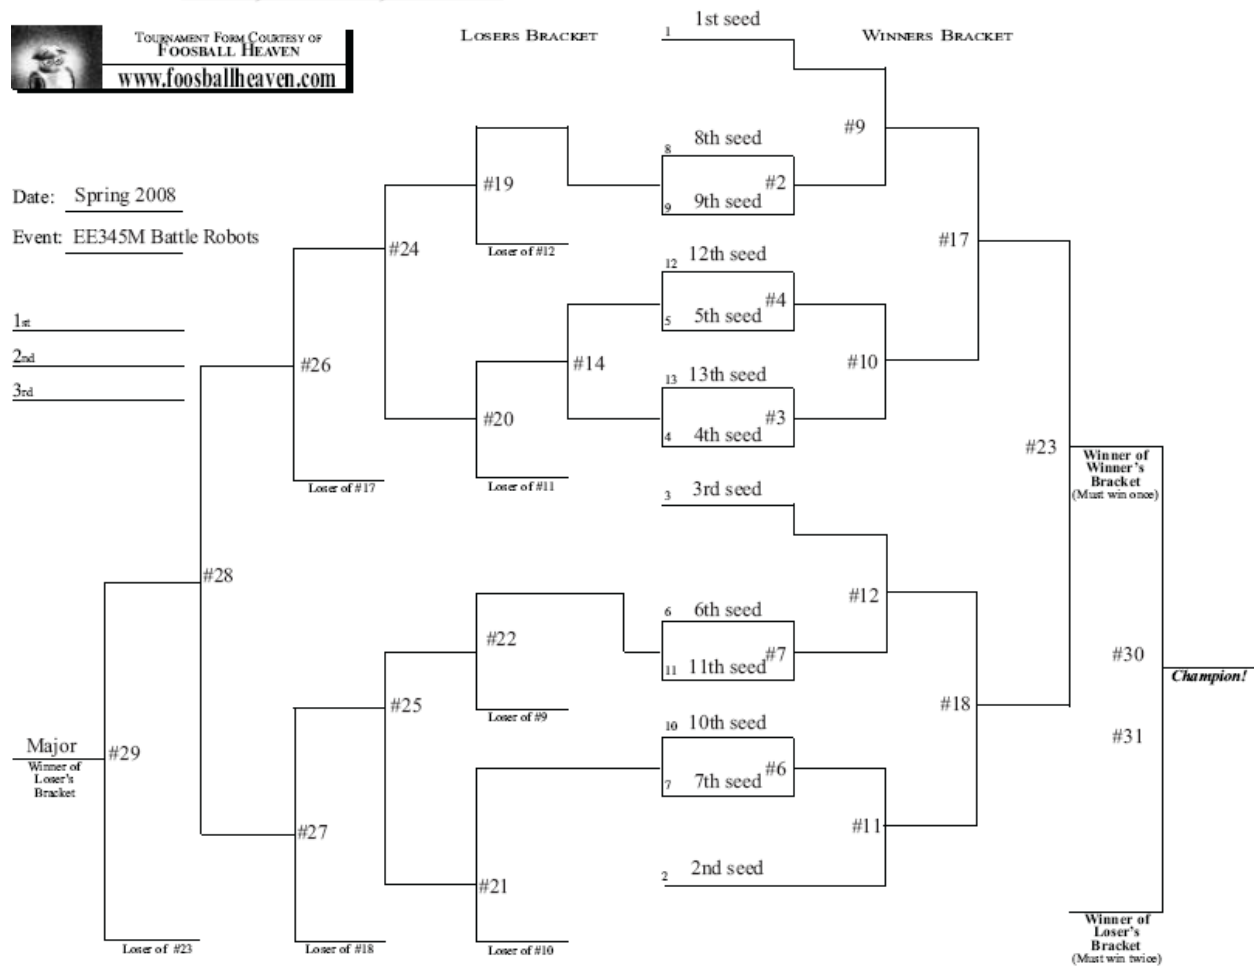 TOURNAMENT FORM COURTESY OF
FOOSBALL HEAVEN
www.foosballheaven.com
LOSERS BRACKET
WINNERS BRACKET
1 1st seed
#9
8 8th seed
#2
9 9th seed
#19
Loser of #12
Date: Spring 2008
Event: EE345M Battle Robots
#24
#17
12 12th seed
#4
5 5th seed
1st
2nd
3rd
#26
#14
#10
13 13th seed
#3
4 4th seed
#20
Loser of #17
Loser of #11
#23
Winner of
Winner's
Bracket
(Must win once)
3 3rd seed
#28
#12
6 6th seed
#7
11 11th seed
#22
Loser of #9
#30
Champion!
#25
#18
10 10th seed
#6
7 7th seed
#31
Major
Winner of
Loser's
Bracket
#29
#27
#11
2 2nd seed
#21
Loser of #23
Loser of #18
Loser of #10
Winner of
Loser's
Bracket
(Must win twice)